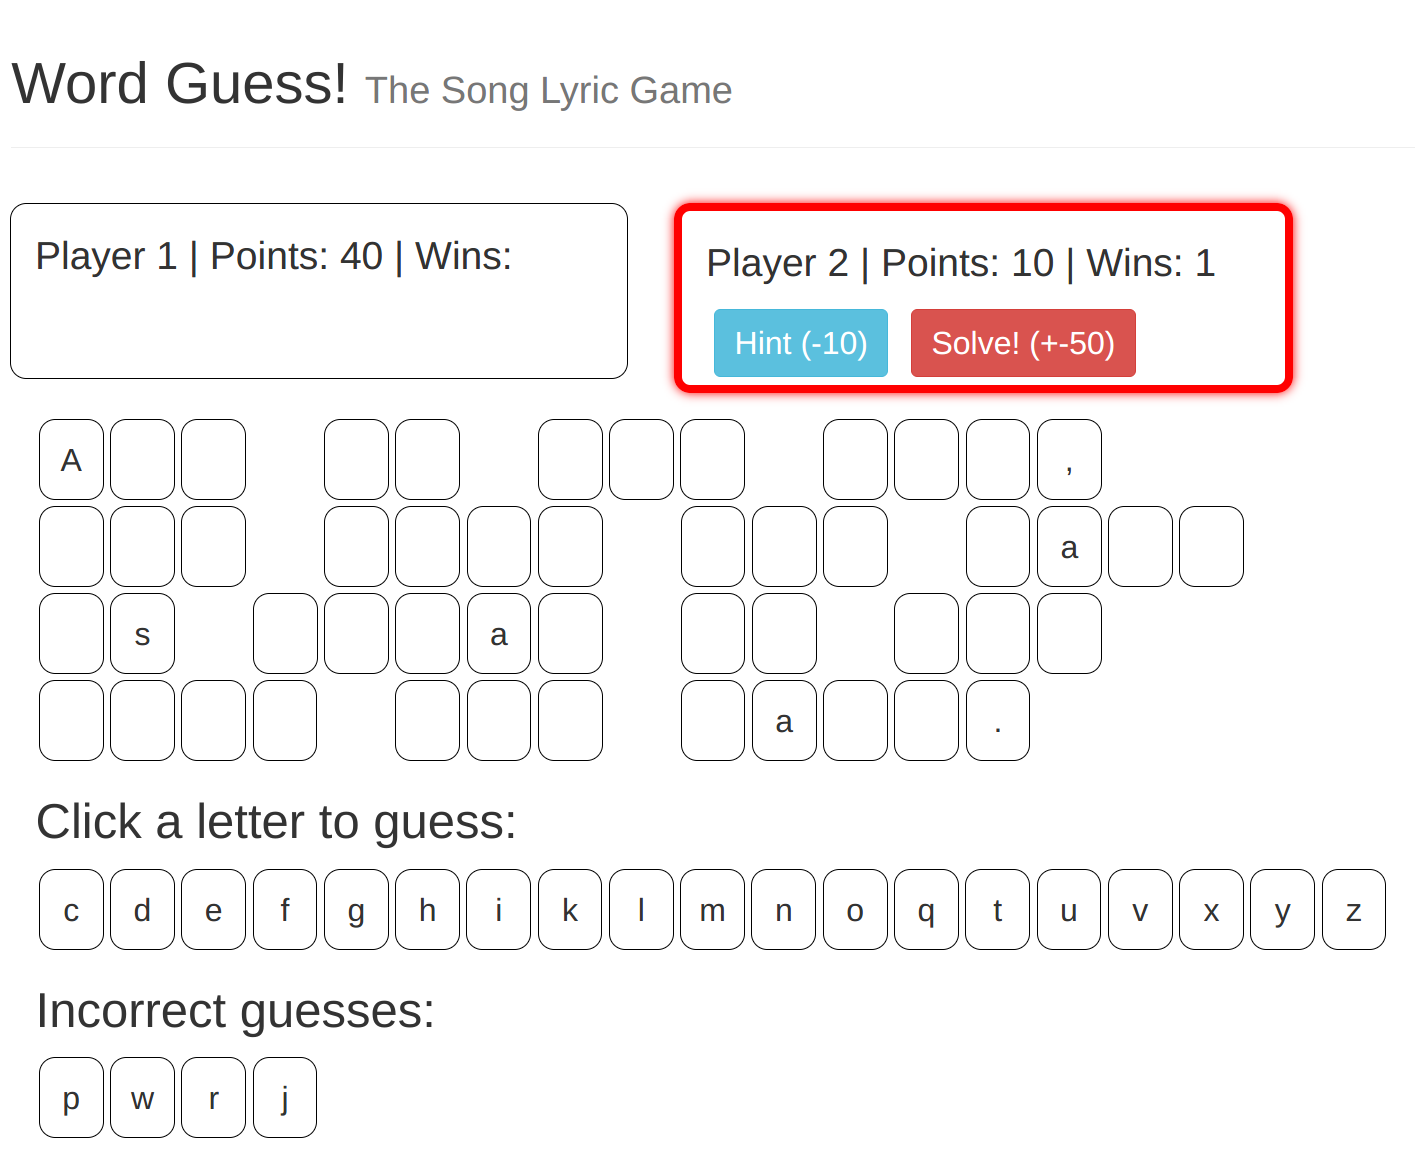 Word Guess! The Song Lyric Game
Player 1 | Points: 40 | Wins:
Player 2 | Points: 10 | Wins: 1
Hint (-10) Solve! (+-50)
A ,
a
s a
a .
Click a letter to guess:
c d e f g h i k l m n o q t u v x y z
Incorrect guesses:
p w r j